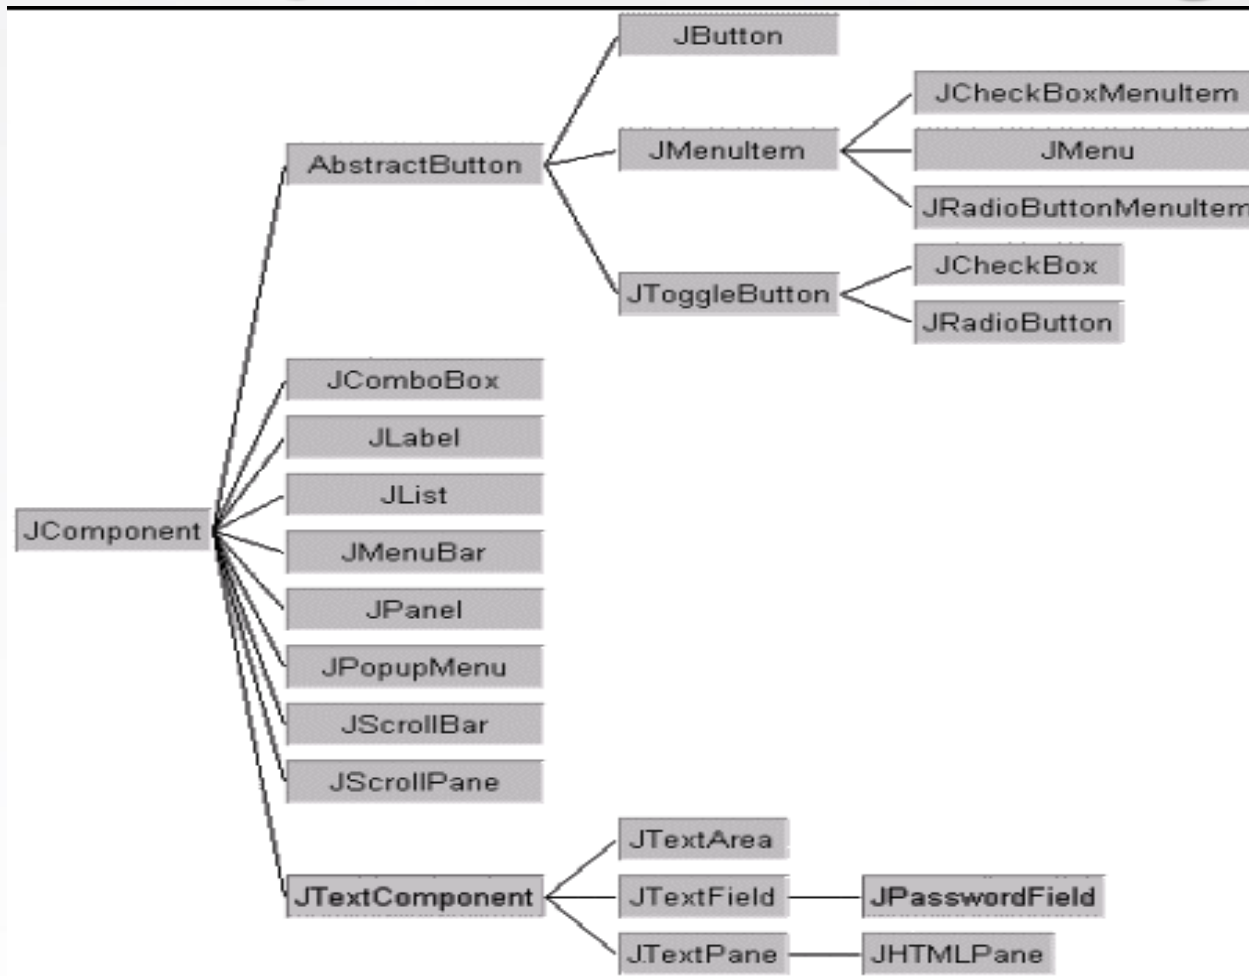 JButton
JCheckBoxMenuItem
JMenuItem
JMenu
AbstractButton
JRadioButtonMenuItem
JCheckBox
JToggleButton
JRadioButton
JComboBox
JLabel
JList
JComponent
JMenuBar
JPanel
JPopupMenu
JScrollBar
JScrollPane
JTextArea
JTextComponent
JTextField
JPasswordField
JTextPane
JHTMLPane